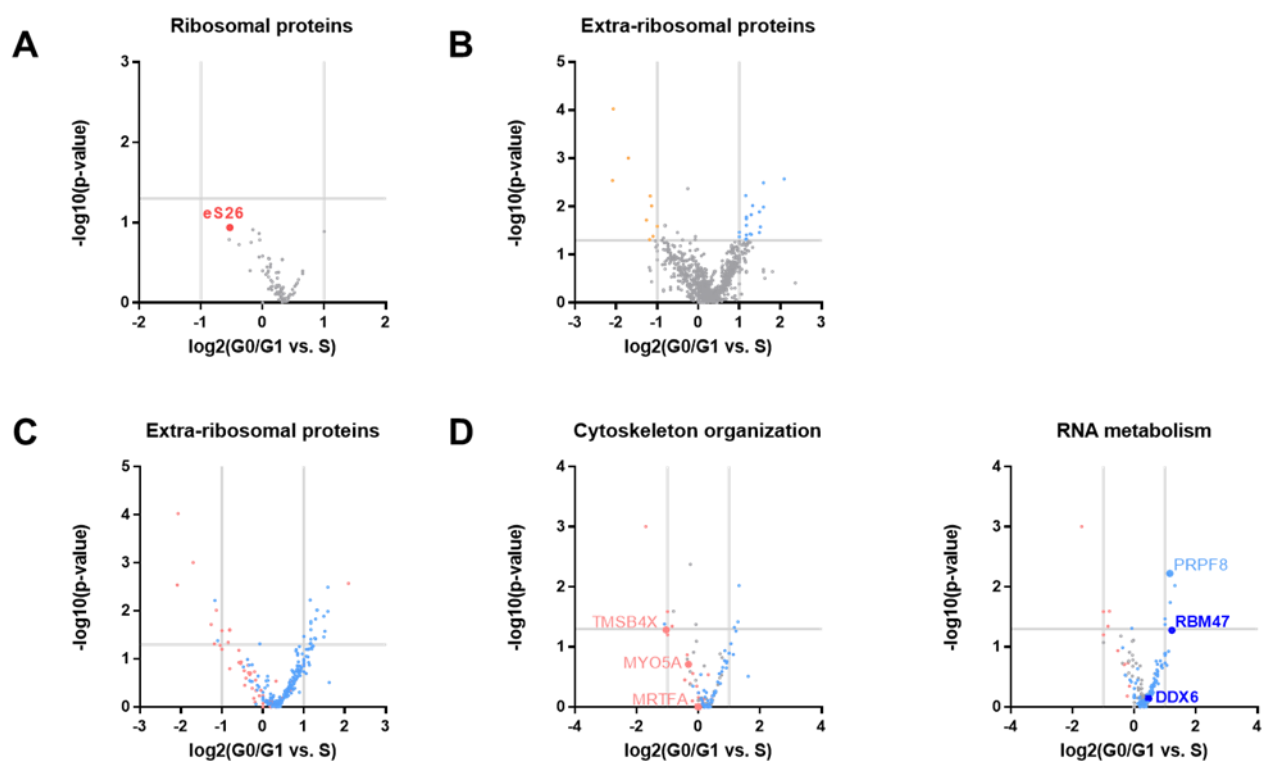 A
Ribosomal proteins
-log10(p-value)
3
2
1
0
eS26
-2
-1
0
1
2
log2(G0/G1 vs. S)
B
Extra-ribosomal proteins
-log10(p-value)
5
4
3
2
1
0
-3
-2
-1
0
1
2
3
log2(G0/G1 vs. S)
C
Extra-ribosomal proteins
-log10(p-value)
5
4
3
2
1
0
-3
-2
-1
0
1
2
3
log2(G0/G1 vs. S)
D
Cytoskeleton organization
-log10(p-value)
4
3
2
1
0
TMSB4X
MYO5A
MRTFA
-4
-2
0
2
4
log2(G0/G1 vs. S)
RNA metabolism
-log10(p-value)
4
3
2
1
0
PRPF8
RBM47
DDX6
-4
-2
0
2
4
log2(G0/G1 vs. S)